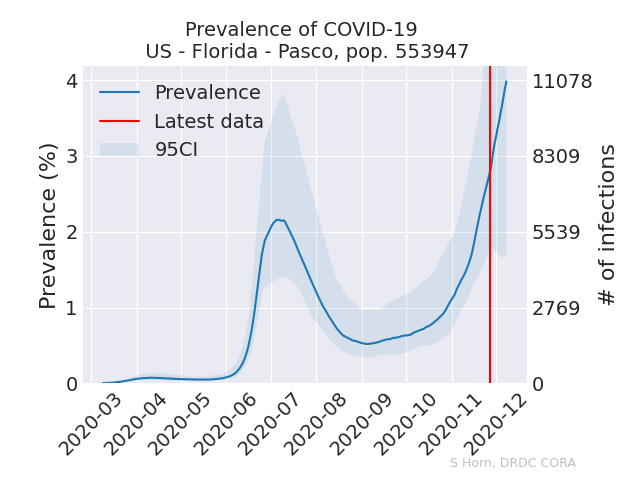 Prevalence of COVID-19
US - Florida - Pasco, pop. 553947
Prevalence
Latest data
95CI
Prevalence (%)
4
3
2
1
0
11078
8309
5539
2769
0
# of infections
2020-03
2020-04
2020-05
2020-06
2020-07
2020-08
2020-09
2020-10
2020-11
2020-12
S Horn, DRDC CORA